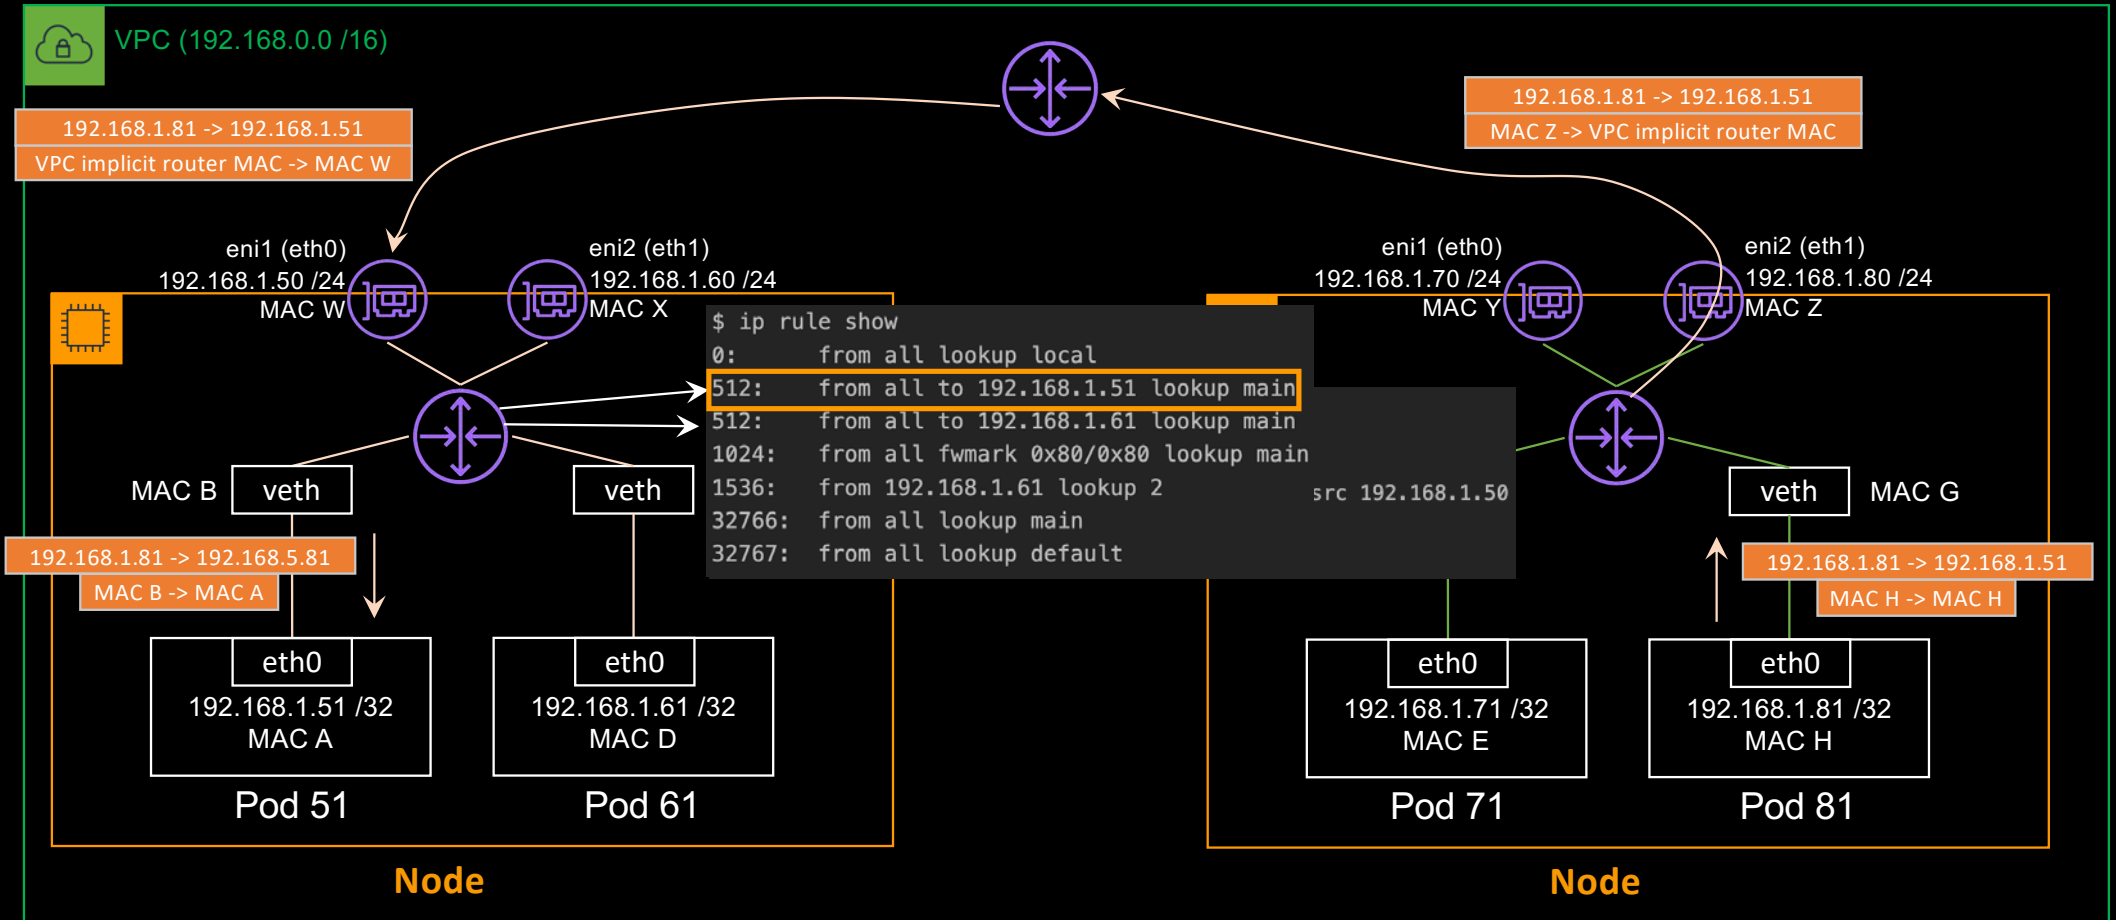 VPC (192.168.0.0 /16)
192.168.1.81 -> 192.168.1.51
VPC implicit router MAC -> MAC W
192.168.1.81 -> 192.168.1.51
MAC Z -> VPC implicit router MAC
eni1 (eth0)
192.168.1.50 /24
MAC W
eni2 (eth1)
192.168.1.60 /24
MAC X
eni1 (eth0)
192.168.1.70 /24
MAC Y
eni2 (eth1)
192.168.1.80 /24
MAC Z
$ ip rule show
0: from all lookup local
512: from all to 192.168.1.51 lookup main
512: from all to 192.168.1.61 lookup main
1024: from all fwmark 0x80/0x80 lookup main
1536: from 192.168.1.61 lookup 2
32766: from all lookup main
32767: from all lookup default
src 192.168.1.50
MAC B
veth
veth
veth
MAC G
192.168.1.81 -> 192.168.5.81
MAC B -> MAC A
192.168.1.81 -> 192.168.1.51
MAC H -> MAC H
eth0
192.168.1.51 /32
MAC A
Pod 51
eth0
192.168.1.61 /32
MAC D
Pod 61
eth0
192.168.1.71 /32
MAC E
Pod 71
eth0
192.168.1.81 /32
MAC H
Pod 81
Node
Node